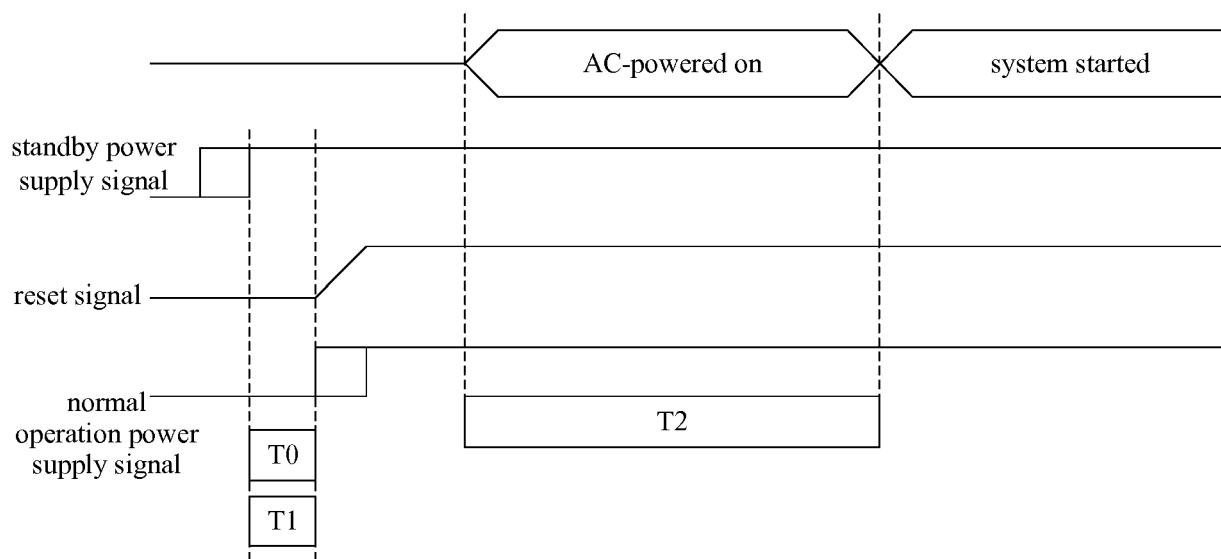 AC-powered on
system started
standby power
supply signal
reset signal
normal
operation power
supply signal
T2
T0
T1